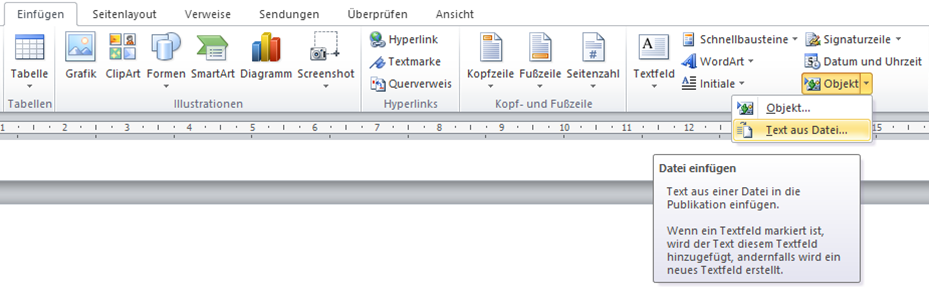 Einfügen Seitenlayout Verweise Sendungen Überprüfen Ansicht
Tabelle
Tabellen
Grafik ClipArt Formen SmartArt Diagramm Screenshot
Illustrationen
Hyperlink
Textmarke
Querverweis
Hyperlinks
Kopfzeile Fußzeile Seitenzahl
Kopf- und Fußzeile
Textfeld
Schnellbausteine
WordArt
Initiale
Signaturzeile
Datum und Uhrzeit
Objekt
Objekt...
Text aus Datei...
1 2 3 4 5 6 7 8 9 10 11 12 15
Datei einfügen
Text aus einer Datei in die
Publikation einfügen.
Wenn ein Textfeld markiert ist,
wird der Text diesem Textfeld
hinzugefügt, andernfalls wird ein
neues Textfeld erstellt.